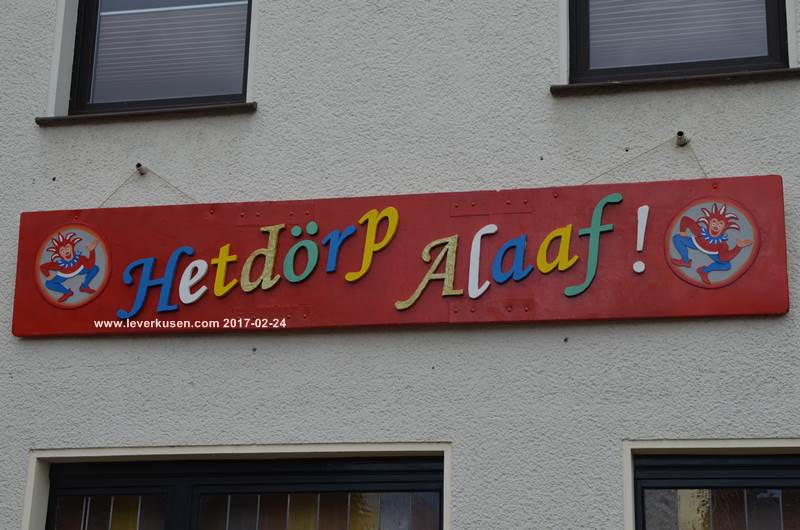 Hetdörp Alaaf !
www.leverkusen.com 2017-02-24